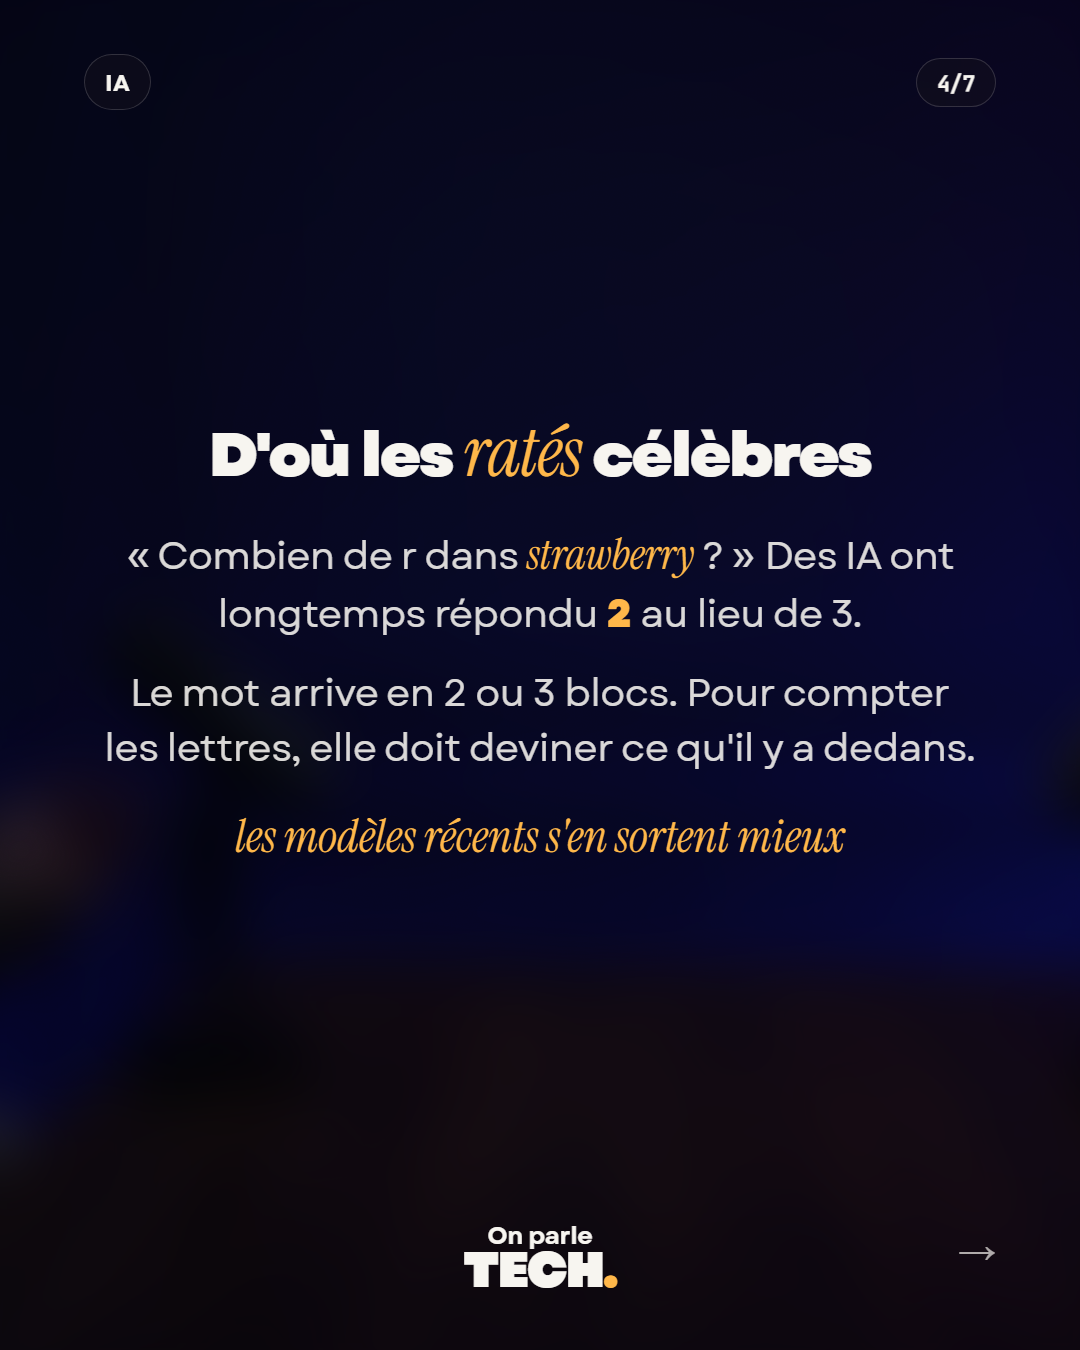 IA
4/7
D'où les ratés célèbres
« Combien de r dans strawberry ? » Des IA ont
longtemps répondu 2 au lieu de 3.
Le mot arrive en 2 ou 3 blocs. Pour compter
les lettres, elle doit deviner ce qu'il y a dedans.
les modèles récents s'en sortent mieux
On parle
TECH.
→